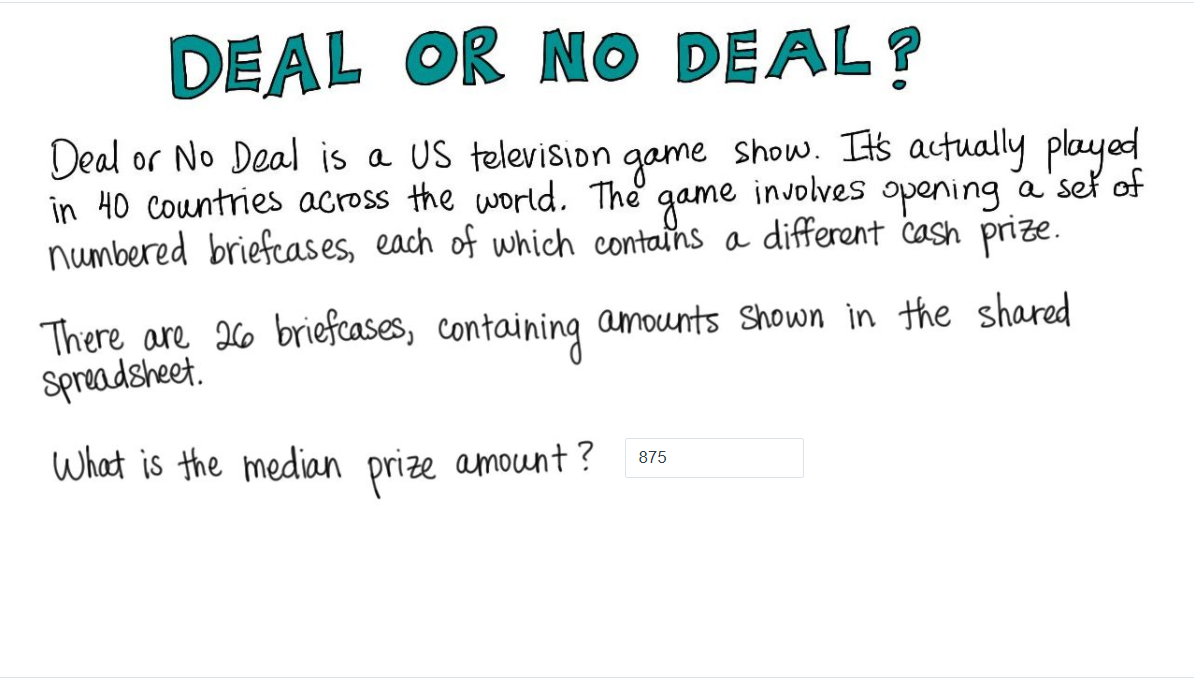 DEAL OR NO DEAL?
Deal or No Deal is a US television game show. It's actually played
in 40 countries across the world. The game involves opening a set of
numbered briefcases, each of which contains a different cash prize.
There are 26 briefcases, containing amounts shown in the shared
spreadsheet.
What is the median prize amount? 875